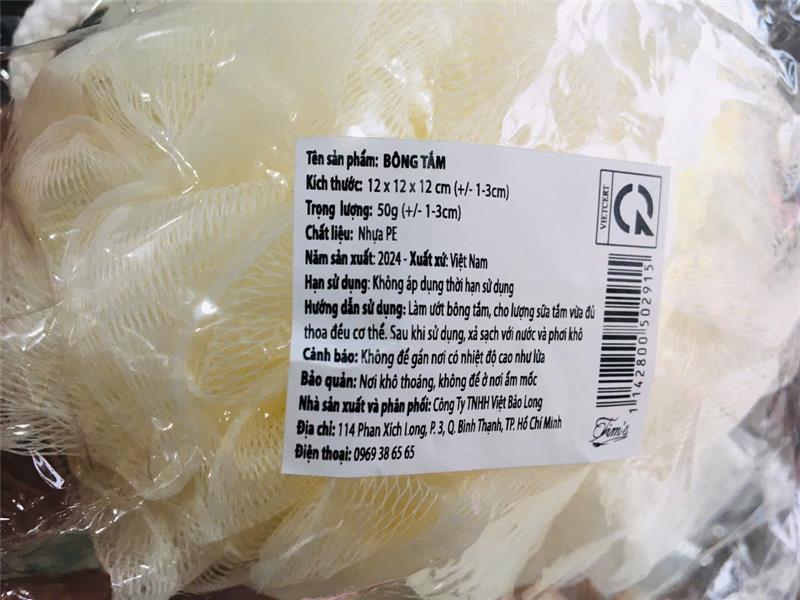 Tên sản phẩm: BÔNG TẮM
Kích thước: 12 x 12 x 12 cm (+/- 1-3cm)
Trọng lượng: 50g (+/- 1-3cm)
Chất liệu: Nhựa PE
Năm sản xuất: 2024 - Xuất xứ: Việt Nam
Hạn sử dụng: Không áp dụng thời hạn sử dụng
Hướng dẫn sử dụng: Làm ướt bông tắm, cho lượng sữa tắm vừa đủ
thoa đều cơ thể. Sau khi sử dụng, xả sạch với nước và phơi khô
Cảnh báo: Không để gần nơi có nhiệt độ cao như lửa
Bảo quản: Nơi khô thoáng, không để ở nơi ẩm mốc
Nhà sản xuất và phân phối: Công Ty TNHH Việt Bảo Long
Địa chỉ: 114 Phan Xích Long, P. 3, Q. Bình Thạnh, TP. Hồ Chí Minh
Điện thoại: 0969 38 65 65
VIETCERT
1 142800 502915
Tim's